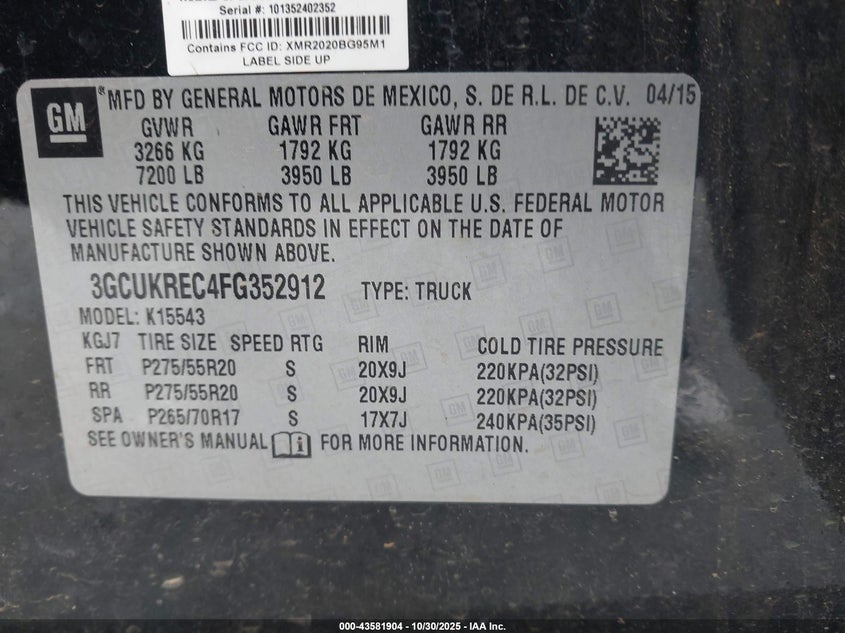 Serial #: 101352402352
Contains FCC ID: XMR2020BG95M1
LABEL SIDE UP
GM
® MFD BY GENERAL MOTORS DE MEXICO, S. DE R.L. DE C.V. 04/15
GVWR GAWR FRT GAWR RR
3266 KG 1792 KG 1792 KG
7200 LB 3950 LB 3950 LB
THIS VEHICLE CONFORMS TO ALL APPLICABLE U.S. FEDERAL MOTOR
VEHICLE SAFETY STANDARDS IN EFFECT ON THE DATE OF
MANUFACTURE SHOWN ABOVE.
3GCUKREC4FG352912 TYPE: TRUCK
MODEL: K15543
KGJ7 TIRE SIZE SPEED RTG RIM COLD TIRE PRESSURE
FRT P275/55R20 S 20X9J 220KPA(32PSI)
RR P275/55R20 S 20X9J 220KPA(32PSI)
SPA P265/70R17 S 17X7J 240KPA(35PSI)
SEE OWNER'S MANUAL i FOR MORE INFORMATION.
000-43581904 - 10/30/2025 - IAA Inc.